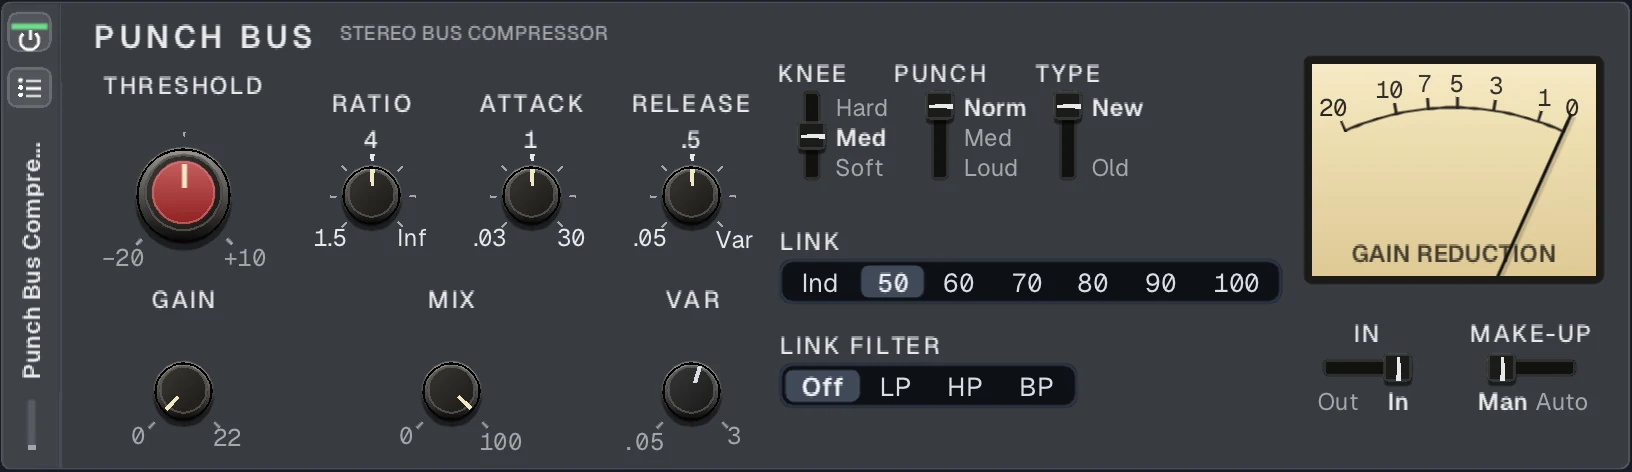 PUNCH BUS STEREO BUS COMPRESSOR
Punch Bus Compre...
THRESHOLD
-20 +10
RATIO
4
1.5 Inf
ATTACK
1
.03 30
RELEASE
.5
.05 Var
GAIN
0 22
MIX
0 100
VAR
.05 3
KNEE
Hard
Med
Soft
PUNCH
Norm
Med
Loud
TYPE
New
Old
LINK
Ind 50 60 70 80 90 100
LINK FILTER
Off LP HP BP
20 10 7 5 3 1 0
GAIN REDUCTION
IN
Out In
MAKE-UP
Man Auto